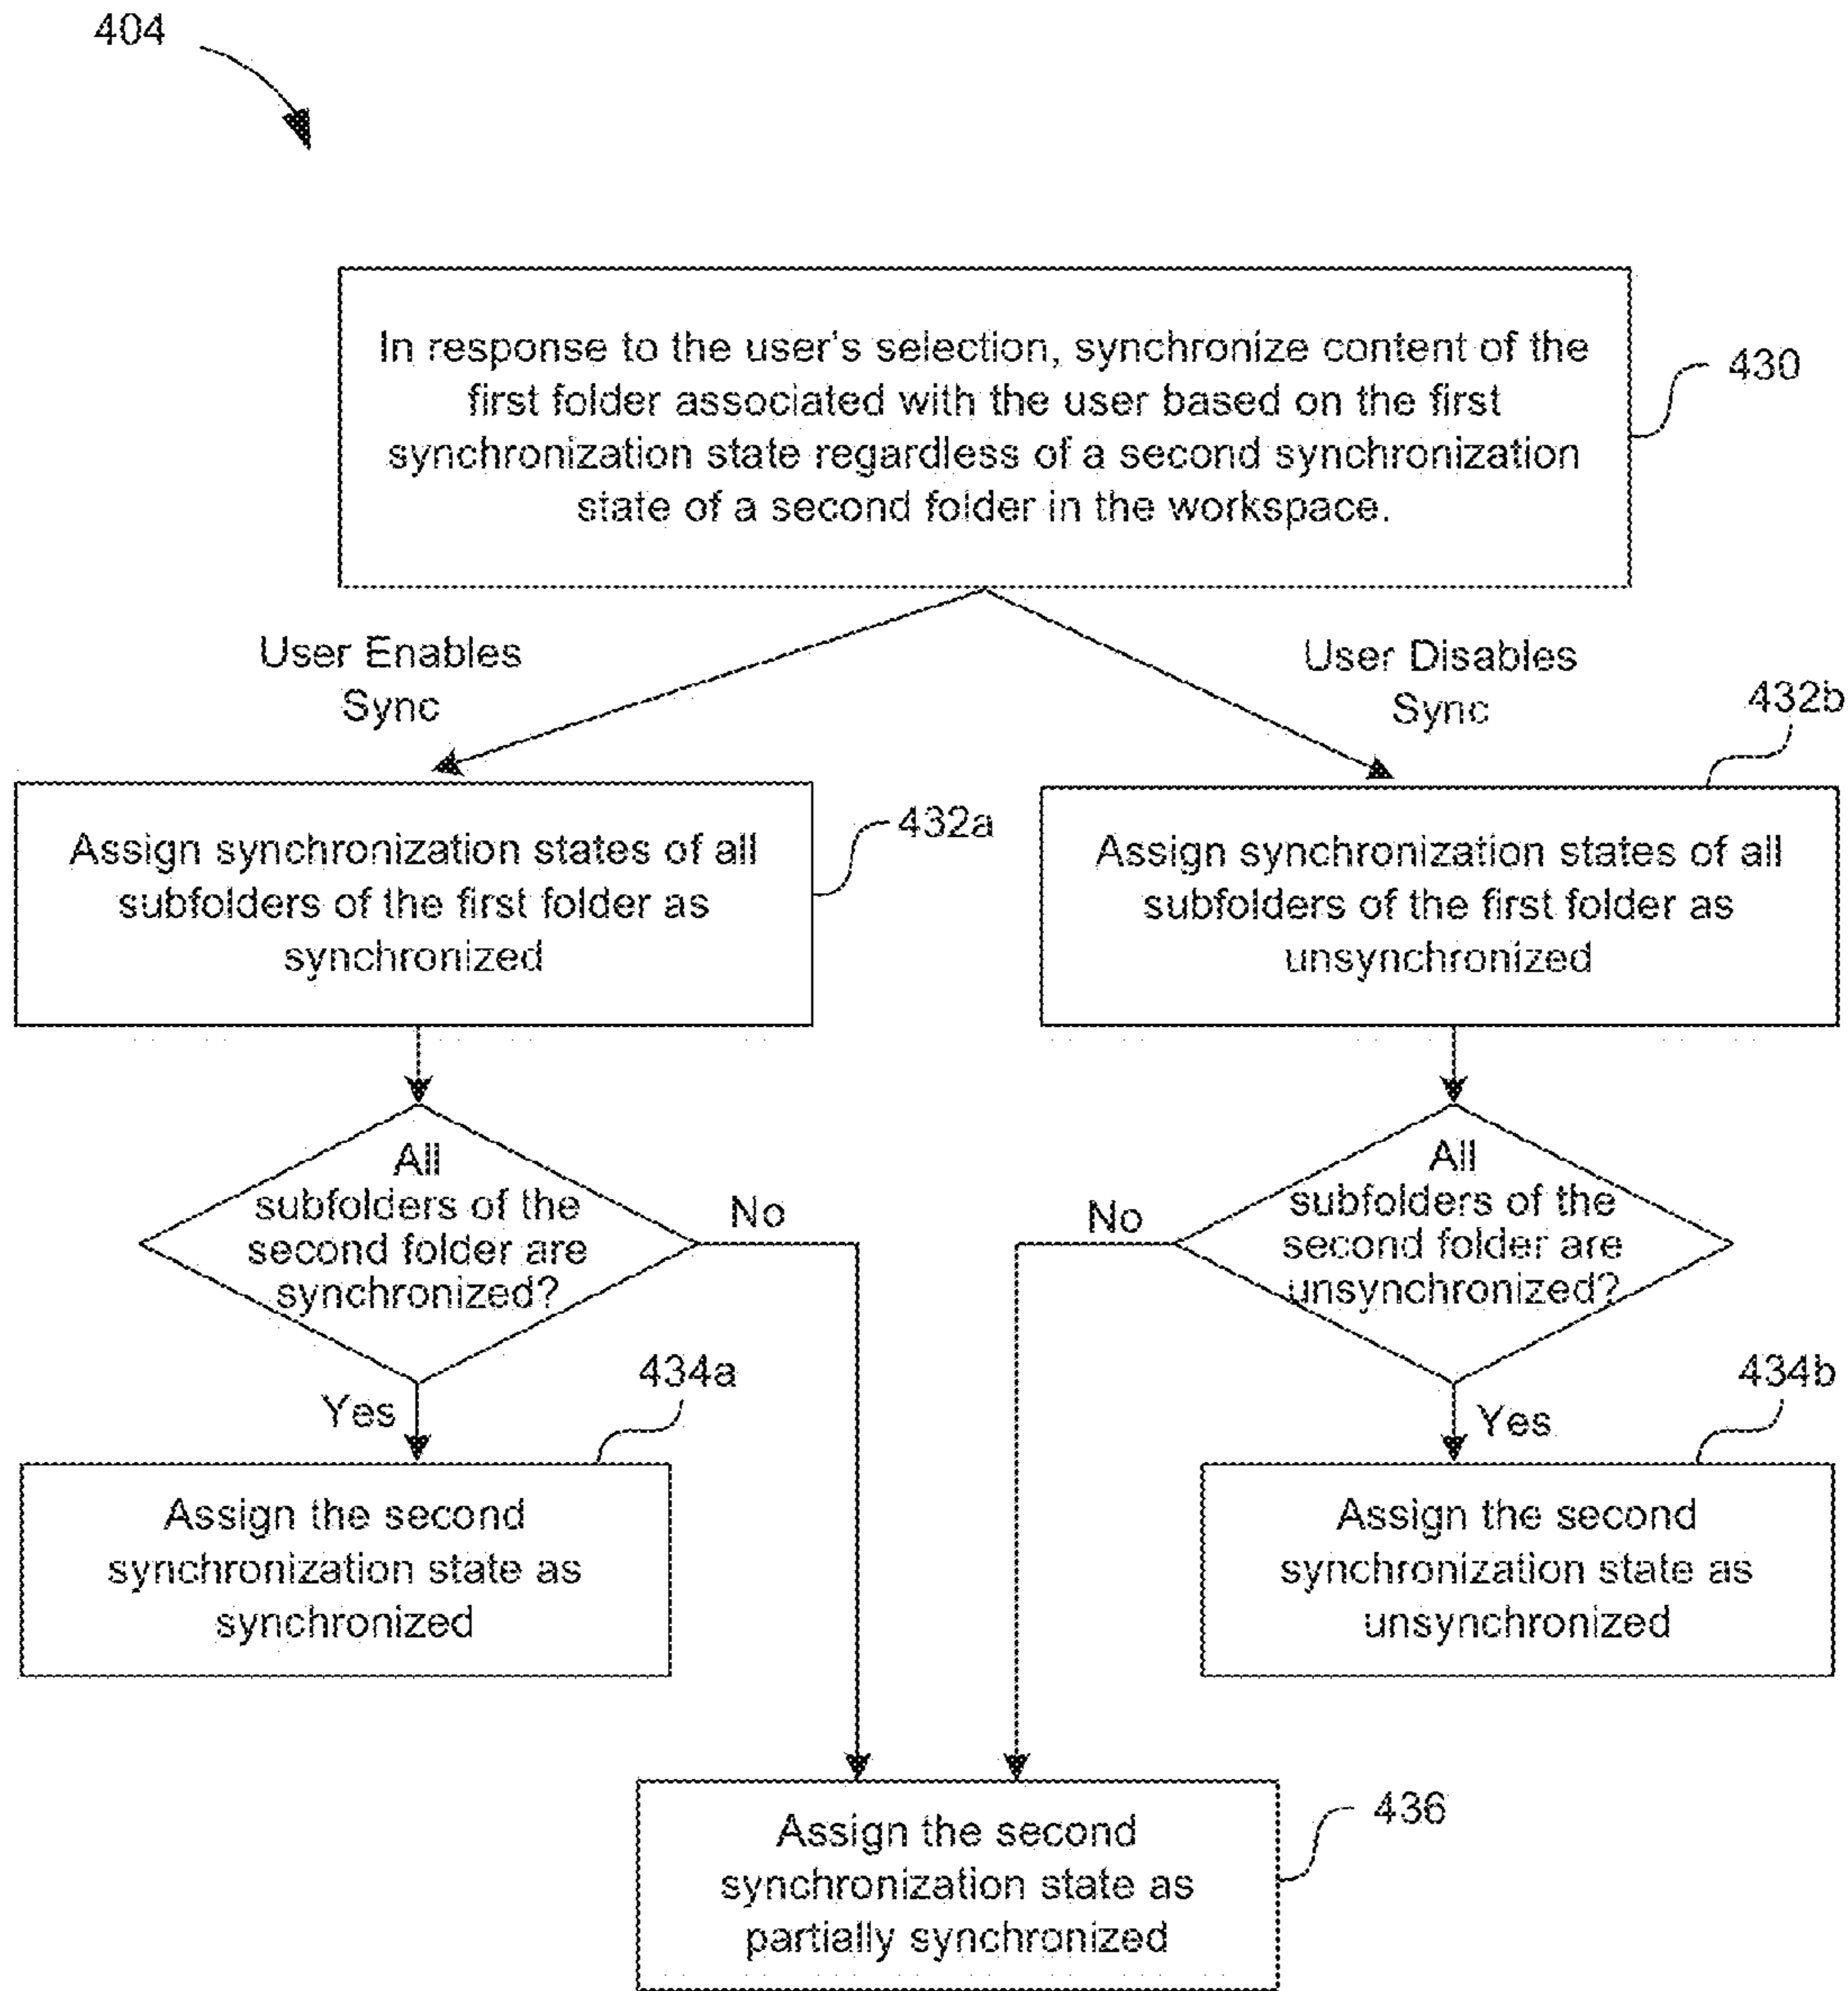 404
In response to the user's selection, synchronize content of the
first folder associated with the user based on the first
synchronization state regardless of a second synchronization
state of a second folder in the workspace.
430
User Enables
Sync
User Disables
Sync
432b
Assign synchronization states of all
subfolders of the first folder as
synchronized
432a
Assign synchronization states of all
subfolders of the first folder as
unsynchronized
All
subfolders of the
second folder are
synchronized?
No
No
All
subfolders of the
second folder are
unsynchronized?
Yes
434a
Yes
434b
Assign the second
synchronization state as
synchronized
Assign the second
synchronization state as
unsynchronized
Assign the second
synchronization state as
partially synchronized
436